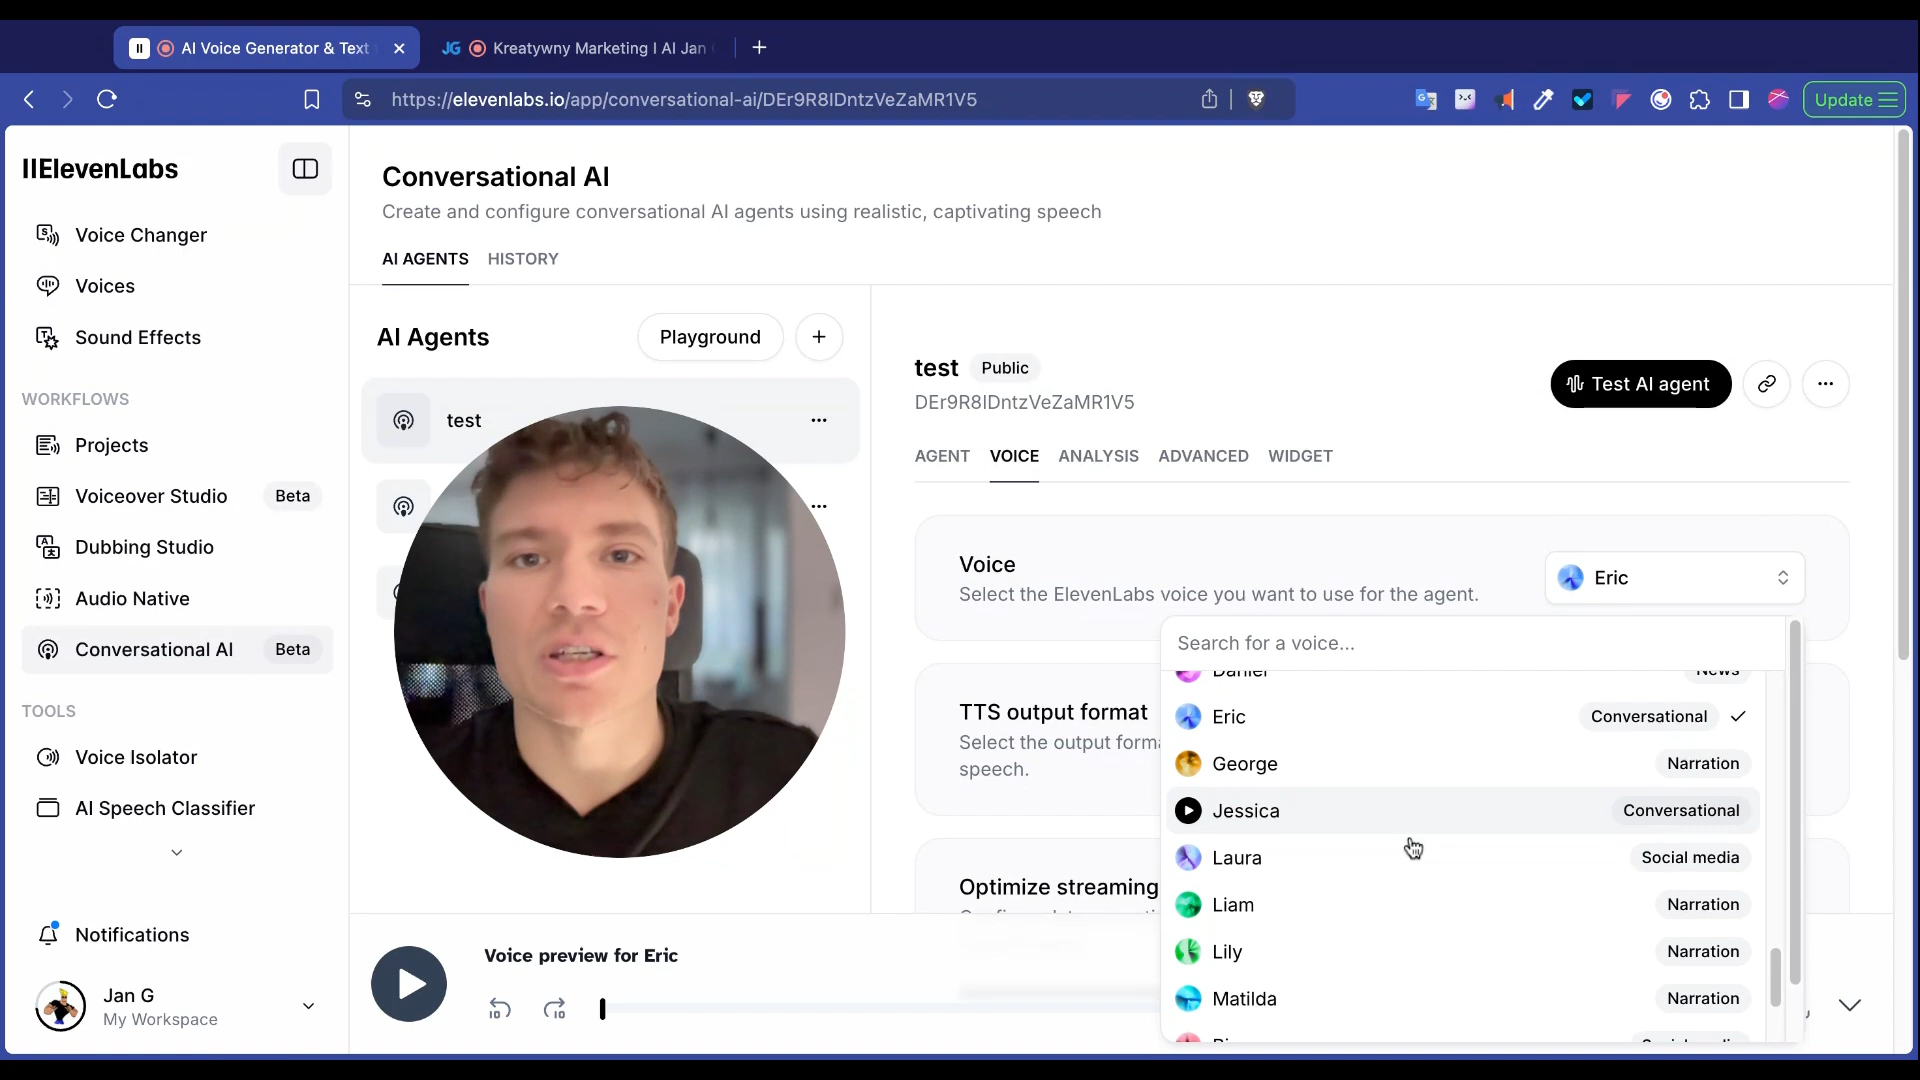 AI Voice Generator & Text
JG
Kreatywny Marketing I AI Jan
https://elevenlabs.io/app/conversational-ai/DEr9R8IDntzVeZaMR1V5
Update
IIElevenLabs
Voice Changer
Voices
Sound Effects
WORKFLOWS
Projects
Voiceover Studio
Beta
Dubbing Studio
Audio Native
Conversational AI
Beta
TOOLS
Voice Isolator
AI Speech Classifier
Notifications
Jan G
My Workspace
Conversational AI
Create and configure conversational AI agents using realistic, captivating speech
AI AGENTS
HISTORY
AI Agents
Playground
test
test
Public
DEr9R8IDntzVeZaMR1V5
Test AI agent
AGENT
VOICE
ANALYSIS
ADVANCED
WIDGET
Voice
Select the ElevenLabs voice you want to use for the agent.
Eric
TTS output format
Select the output forma
speech.
Optimize streaming
Search for a voice...
Daniel
News
Eric
Conversational
George
Narration
Jessica
Conversational
Laura
Social media
Liam
Narration
Lily
Narration
Matilda
Narration
Voice preview for Eric
10
10